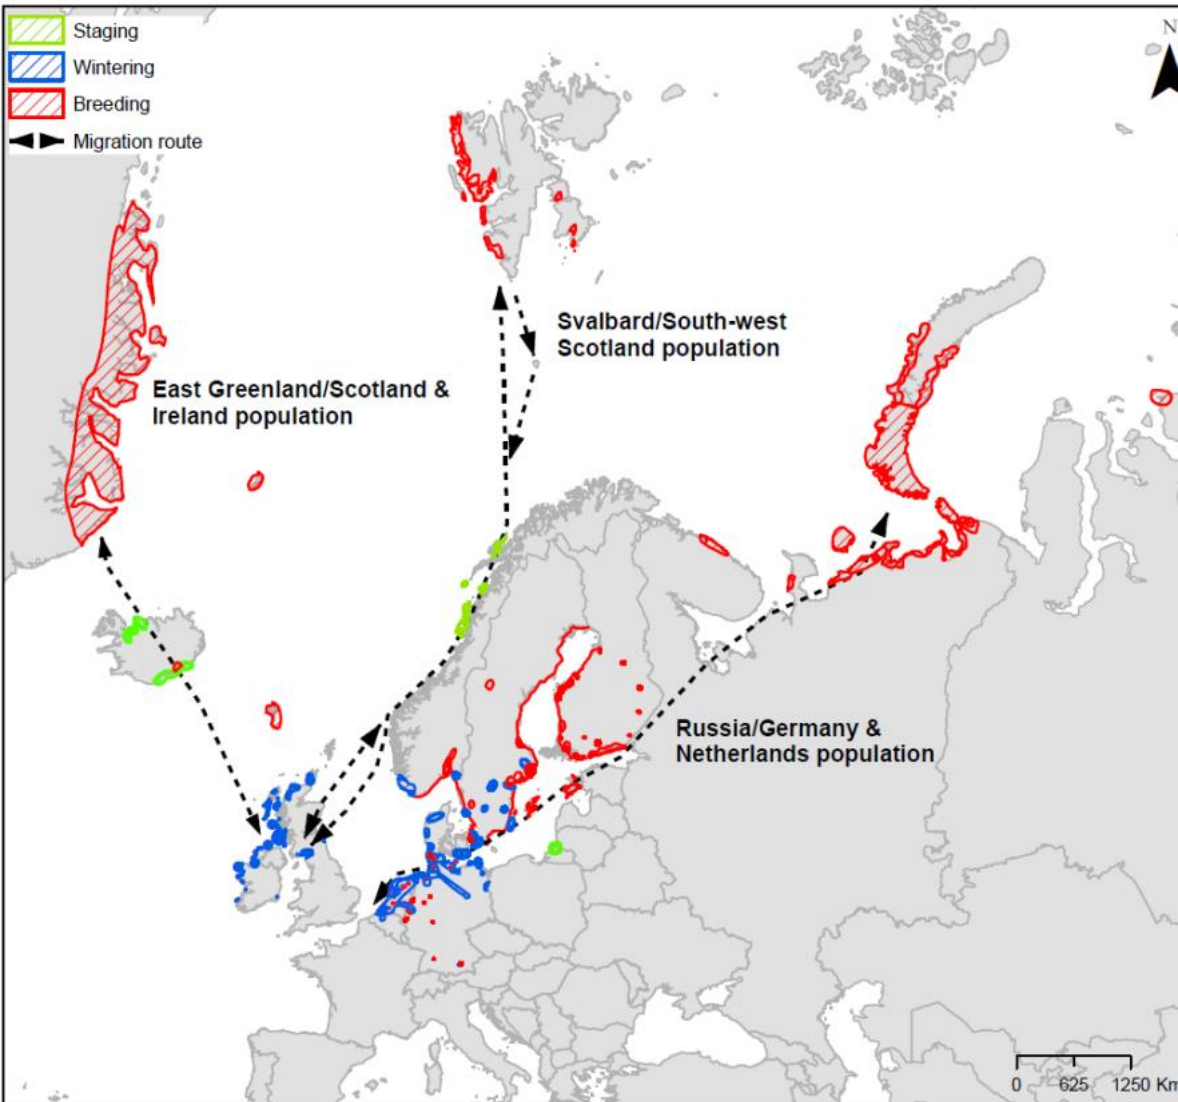 Staging
Wintering
Breeding
Migration route
N
Svalbard/South-west
Scotland population
East Greenland/Scotland &
Ireland population
Russia/Germany &
Netherlands population
0 625 1250 Km